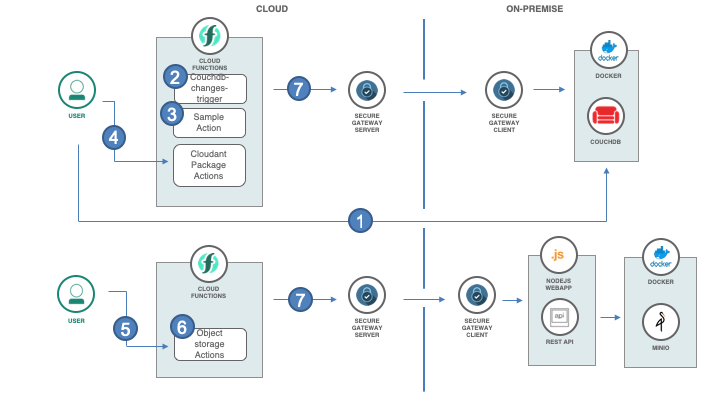 CLOUD
ON-PREMISE
CLOUD
FUNCTIONS
2
Couchdb-
changes-
trigger
3
Sample
Action
Cloudant
Package
Actions
USER
4
7
SECURE
GATEWAY
SERVER
SECURE
GATEWAY
CLIENT
docker
DOCKER
COUCHDB
1
CLOUD
FUNCTIONS
USER
5
6
Object
storage
Actions
7
SECURE
GATEWAY
SERVER
SECURE
GATEWAY
CLIENT
.js
NODEJS
WEBAPP
api
REST API
docker
DOCKER
MINIO